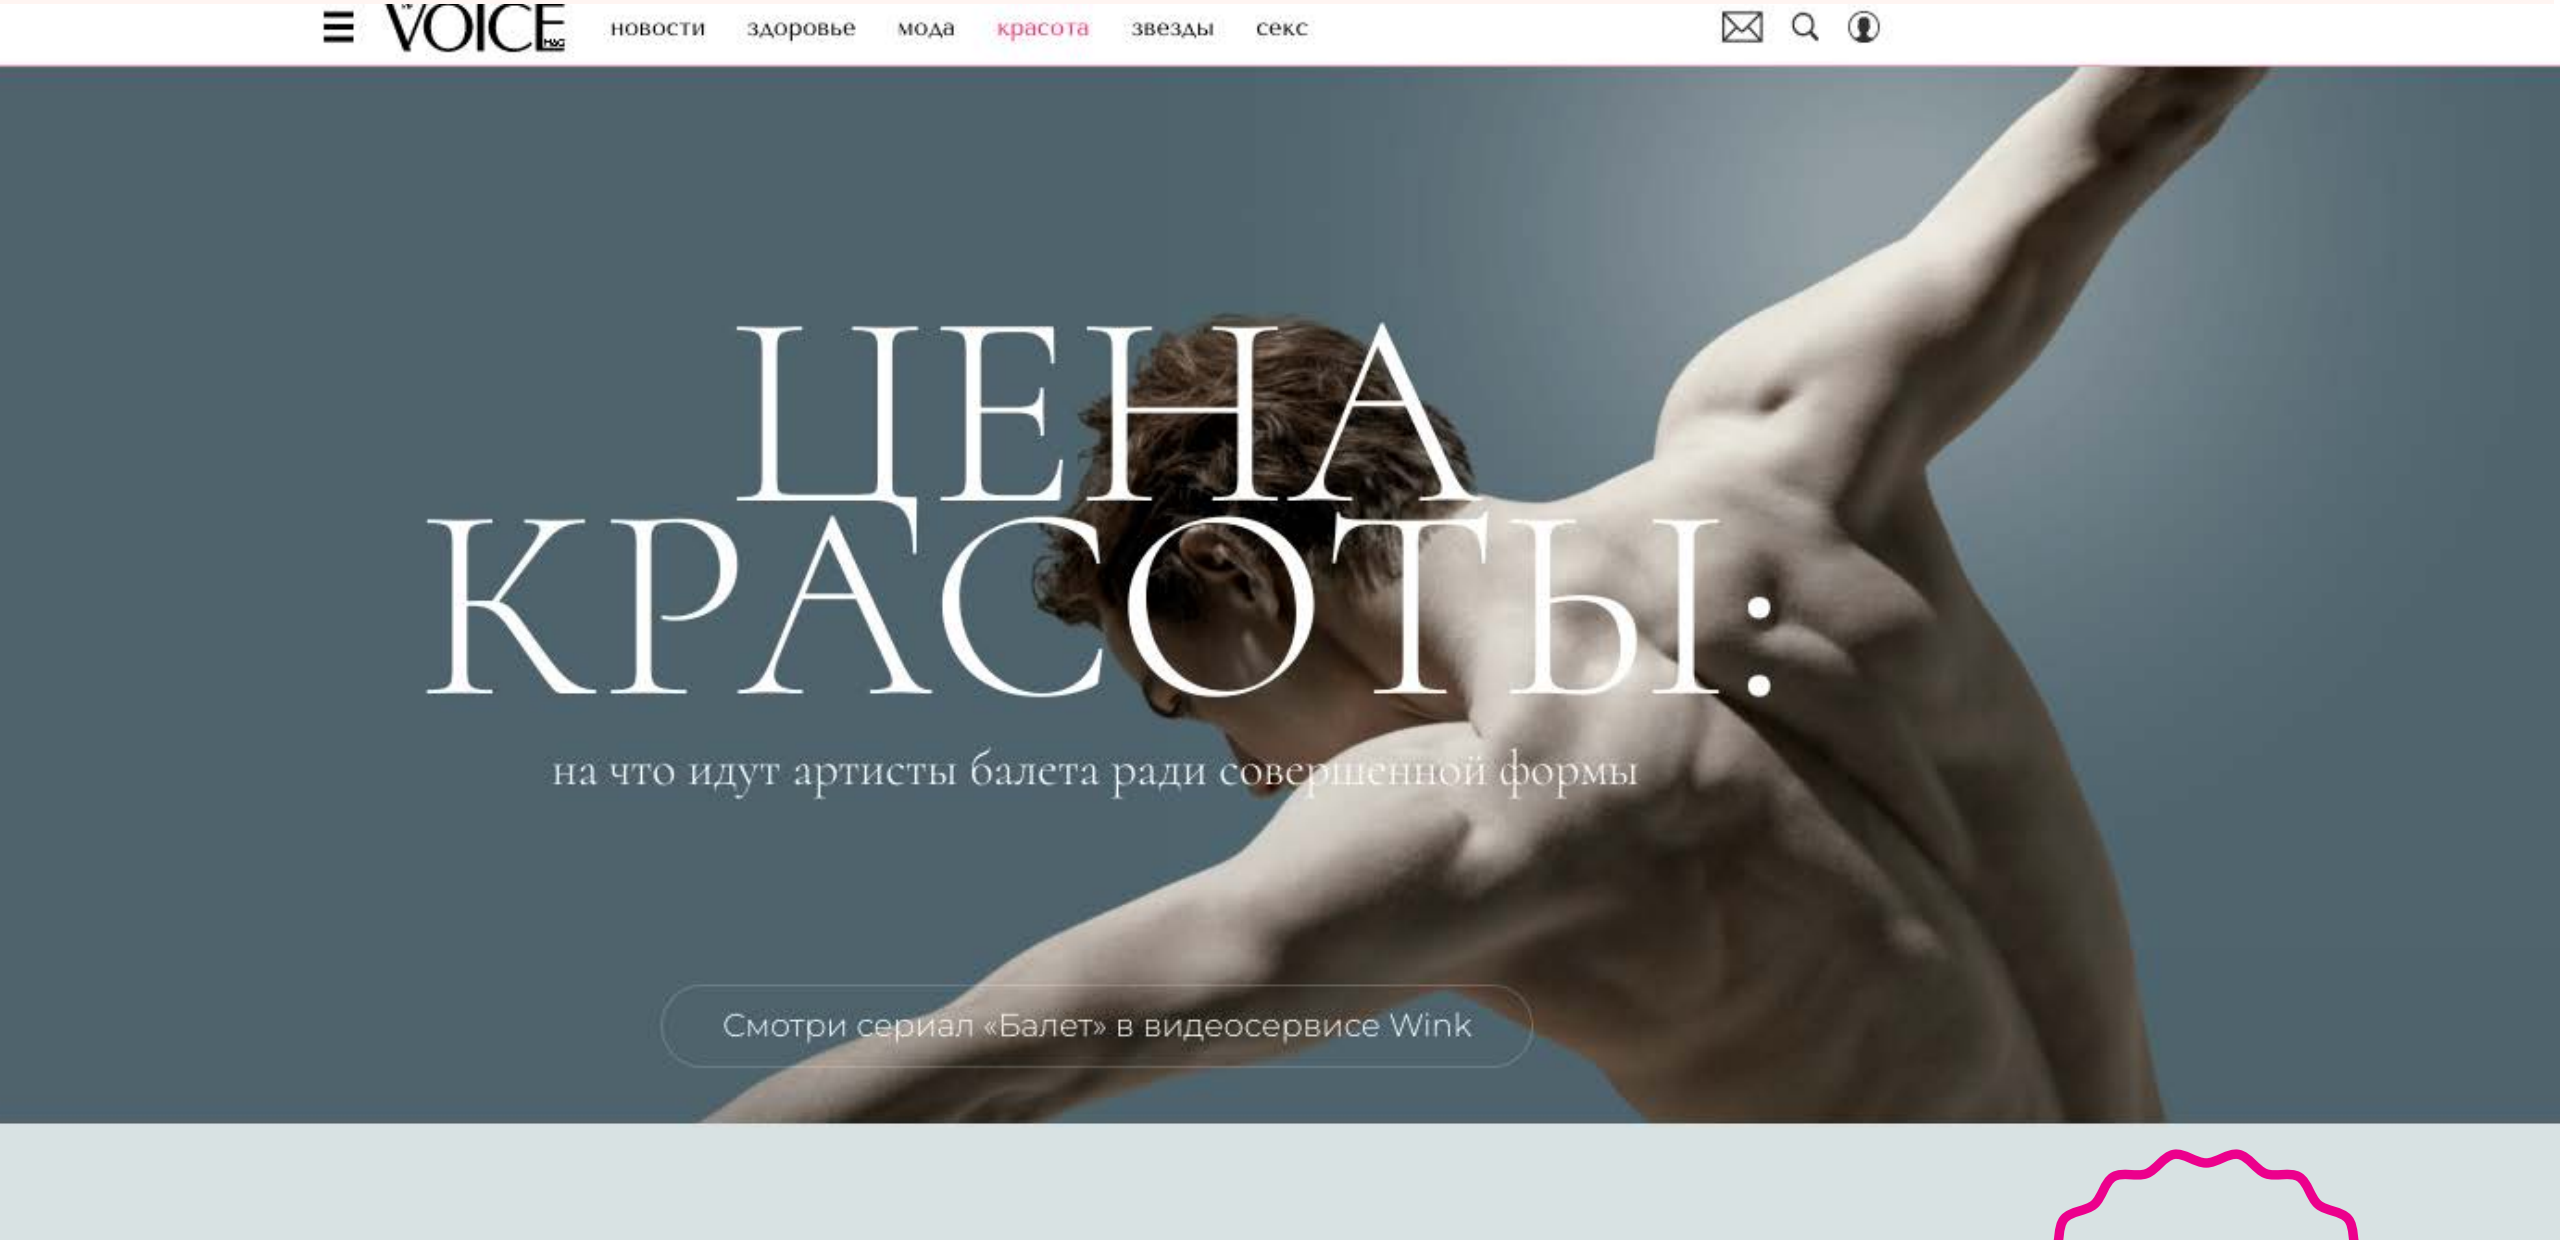 VOICE MAG
новости здоровье мода красота звезды секс
ЦЕНА
КРАСОТЫ:
на что идут артисты балета ради совершенной формы
Смотри сериал «Балет» в видеосервисе Wink